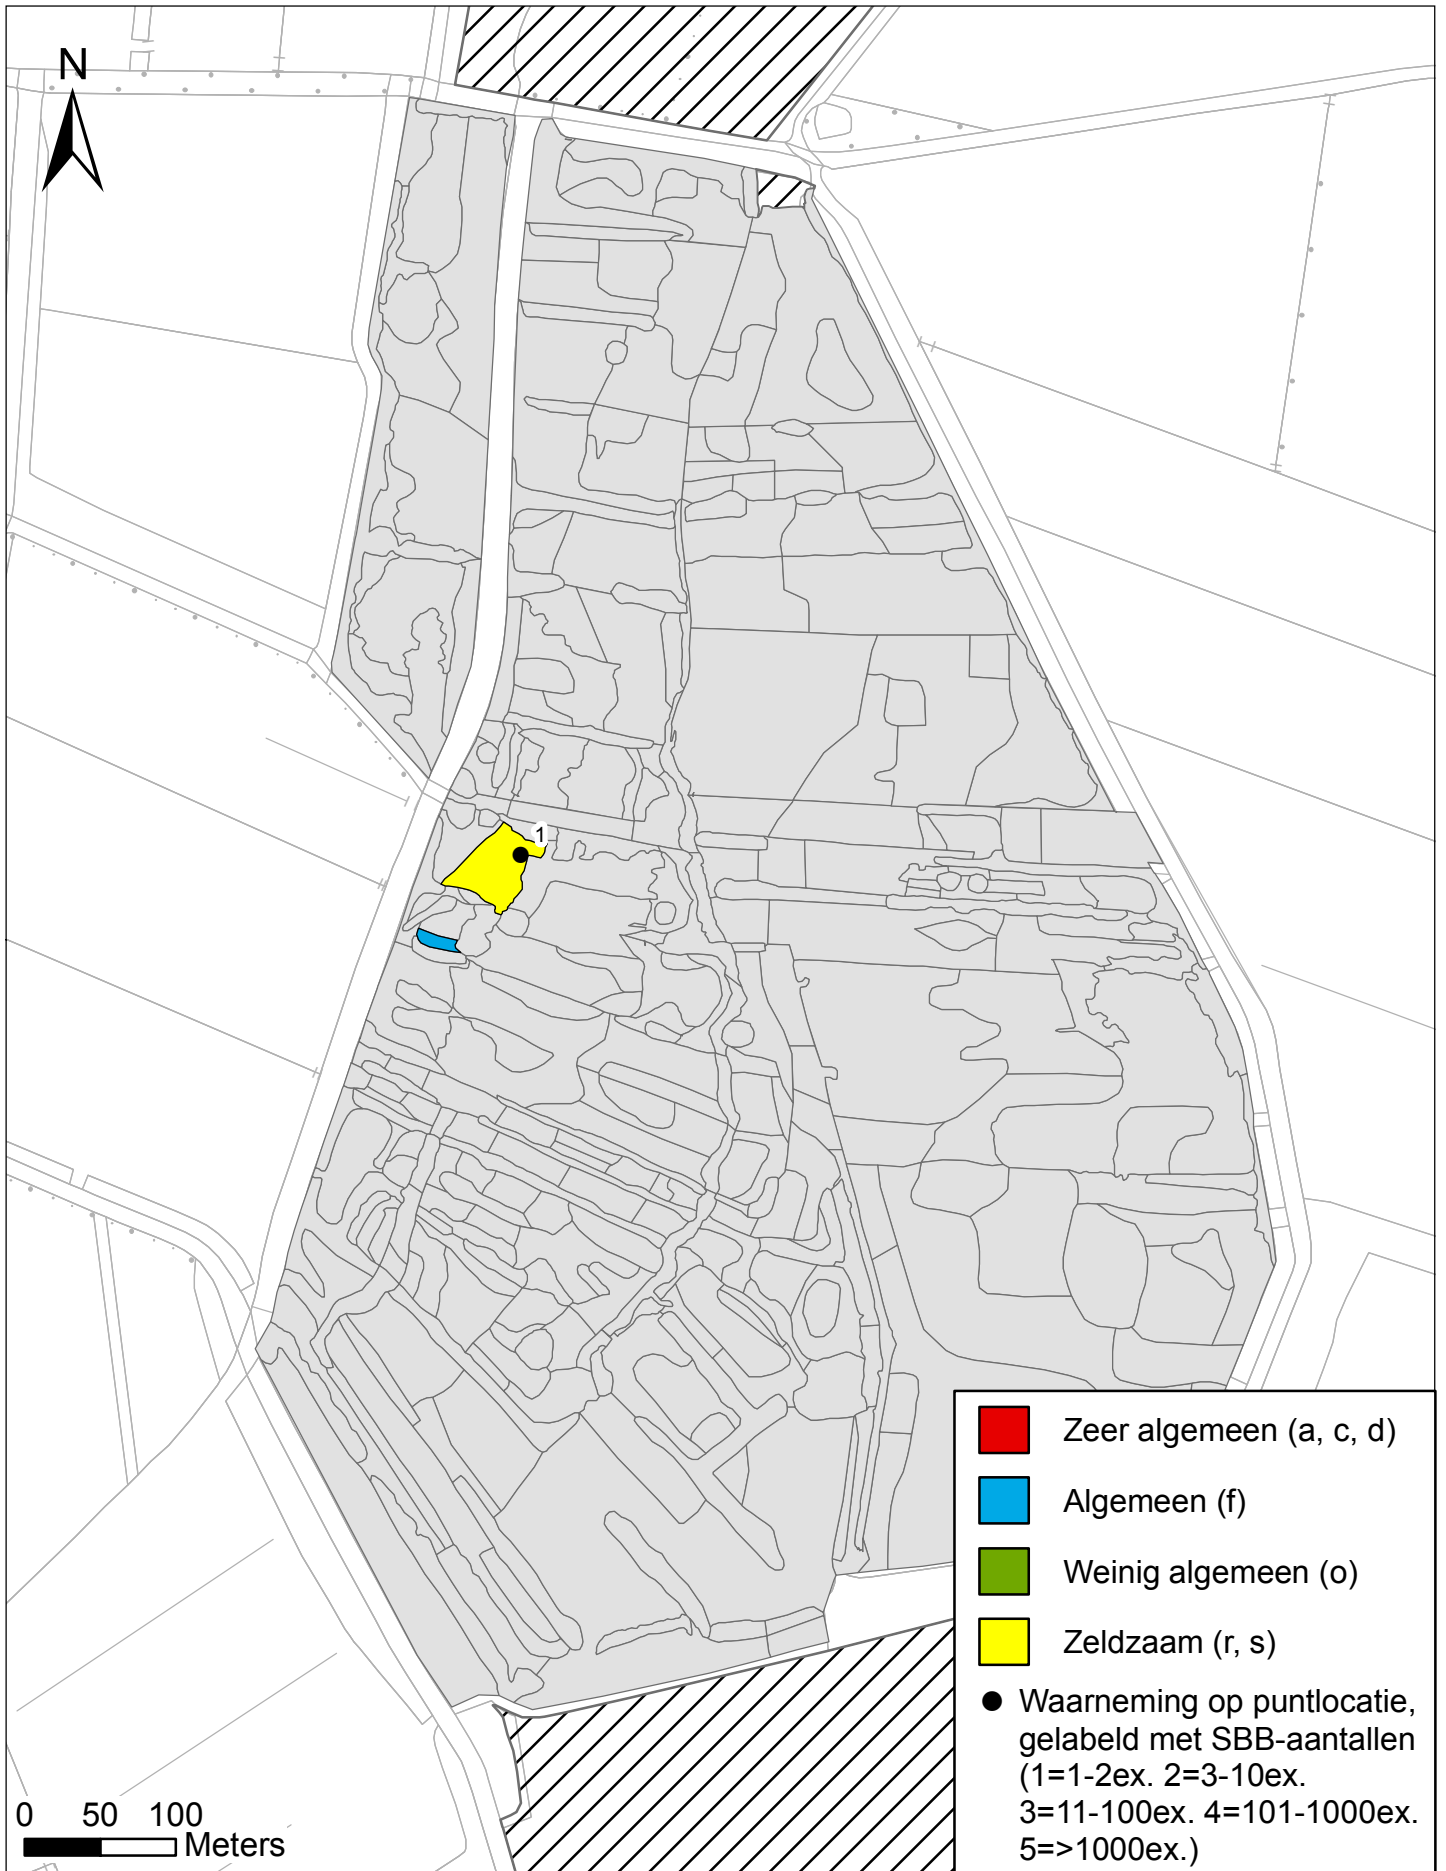 N
1
Zeer algemeen (a, c, d)
Algemeen (f)
Weinig algemeen (o)
Zeldzaam (r, s)
Waarneming op puntlocatie,
gelabeld met SBB-aantallen
(1=1-2ex. 2=3-10ex.
3=11-100ex. 4=101-1000ex.
5=>1000ex.)
0 50 100
Meters